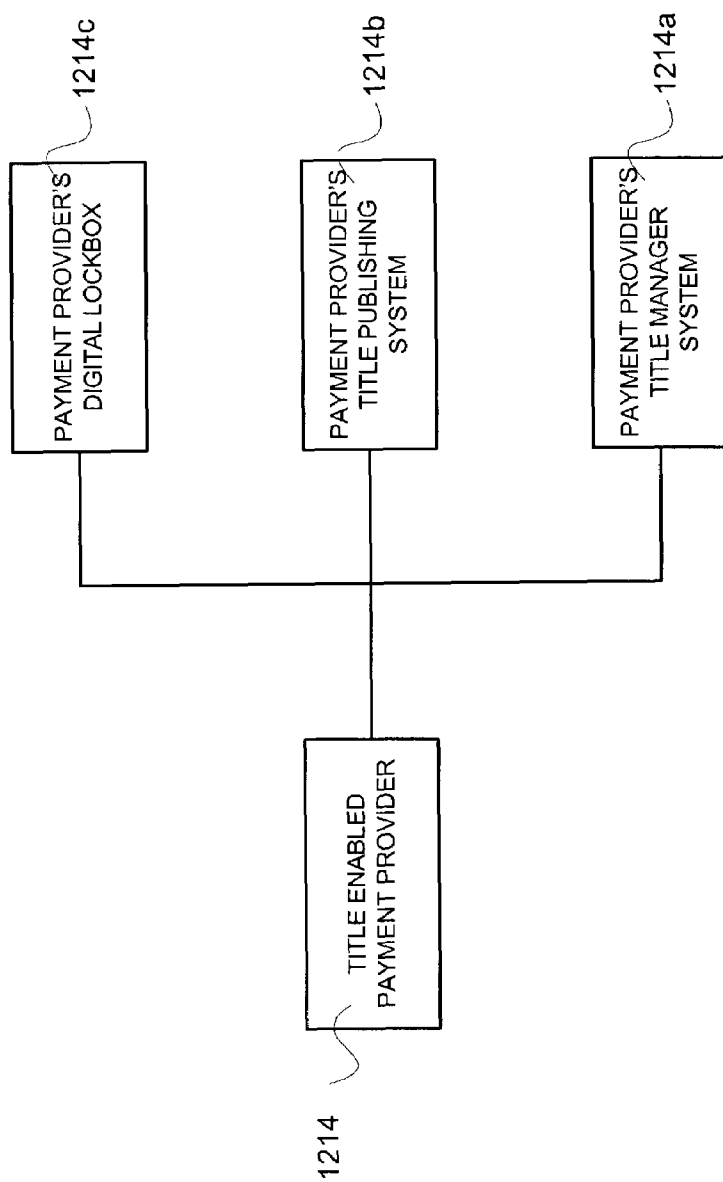 PAYMENT PROVIDER'S
DIGITAL LOCKBOX
1214c
PAYMENT PROVIDER'S
TITLE PUBLISHING
SYSTEM
1214b
PAYMENT PROVIDER'S
TITLE MANAGER
SYSTEM
1214a
TITLE ENABLED
PAYMENT PROVIDER
1214